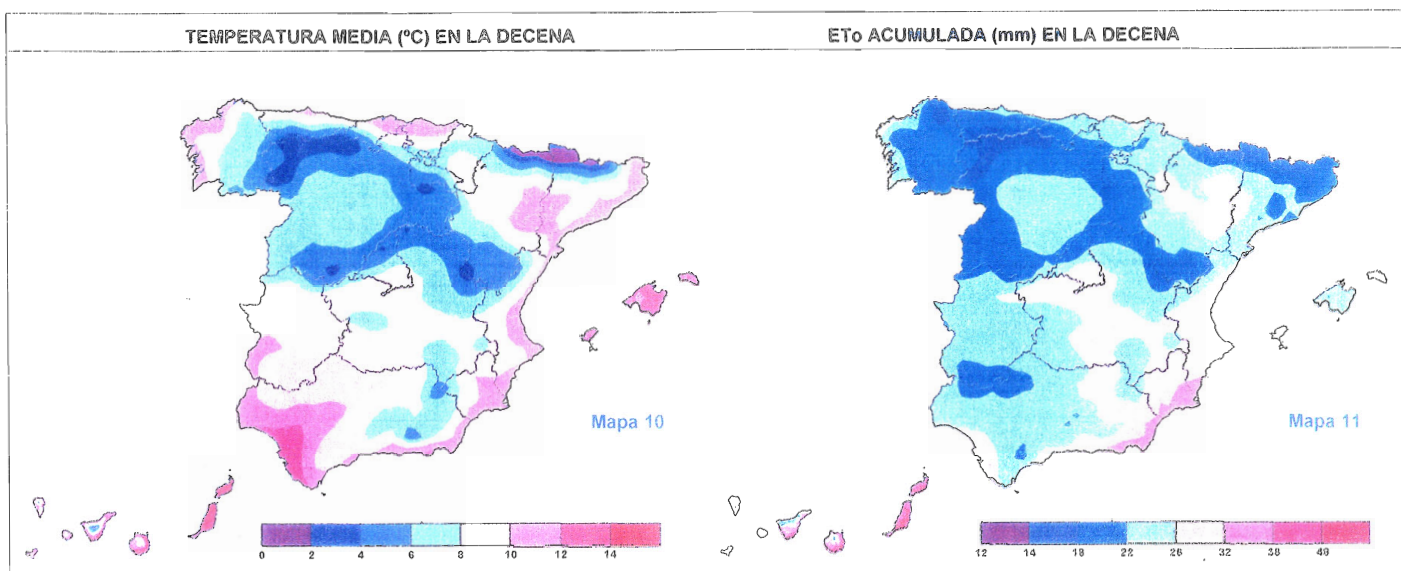 TEMPERATURA MEDIA (ºC) EN LA DECENA
ETo ACUMULADA (mm) EN LA DECENA
Mapa 10
Mapa 11
0 2 4 6 8 10 12 14
12 14 18 22 26 32 38 40